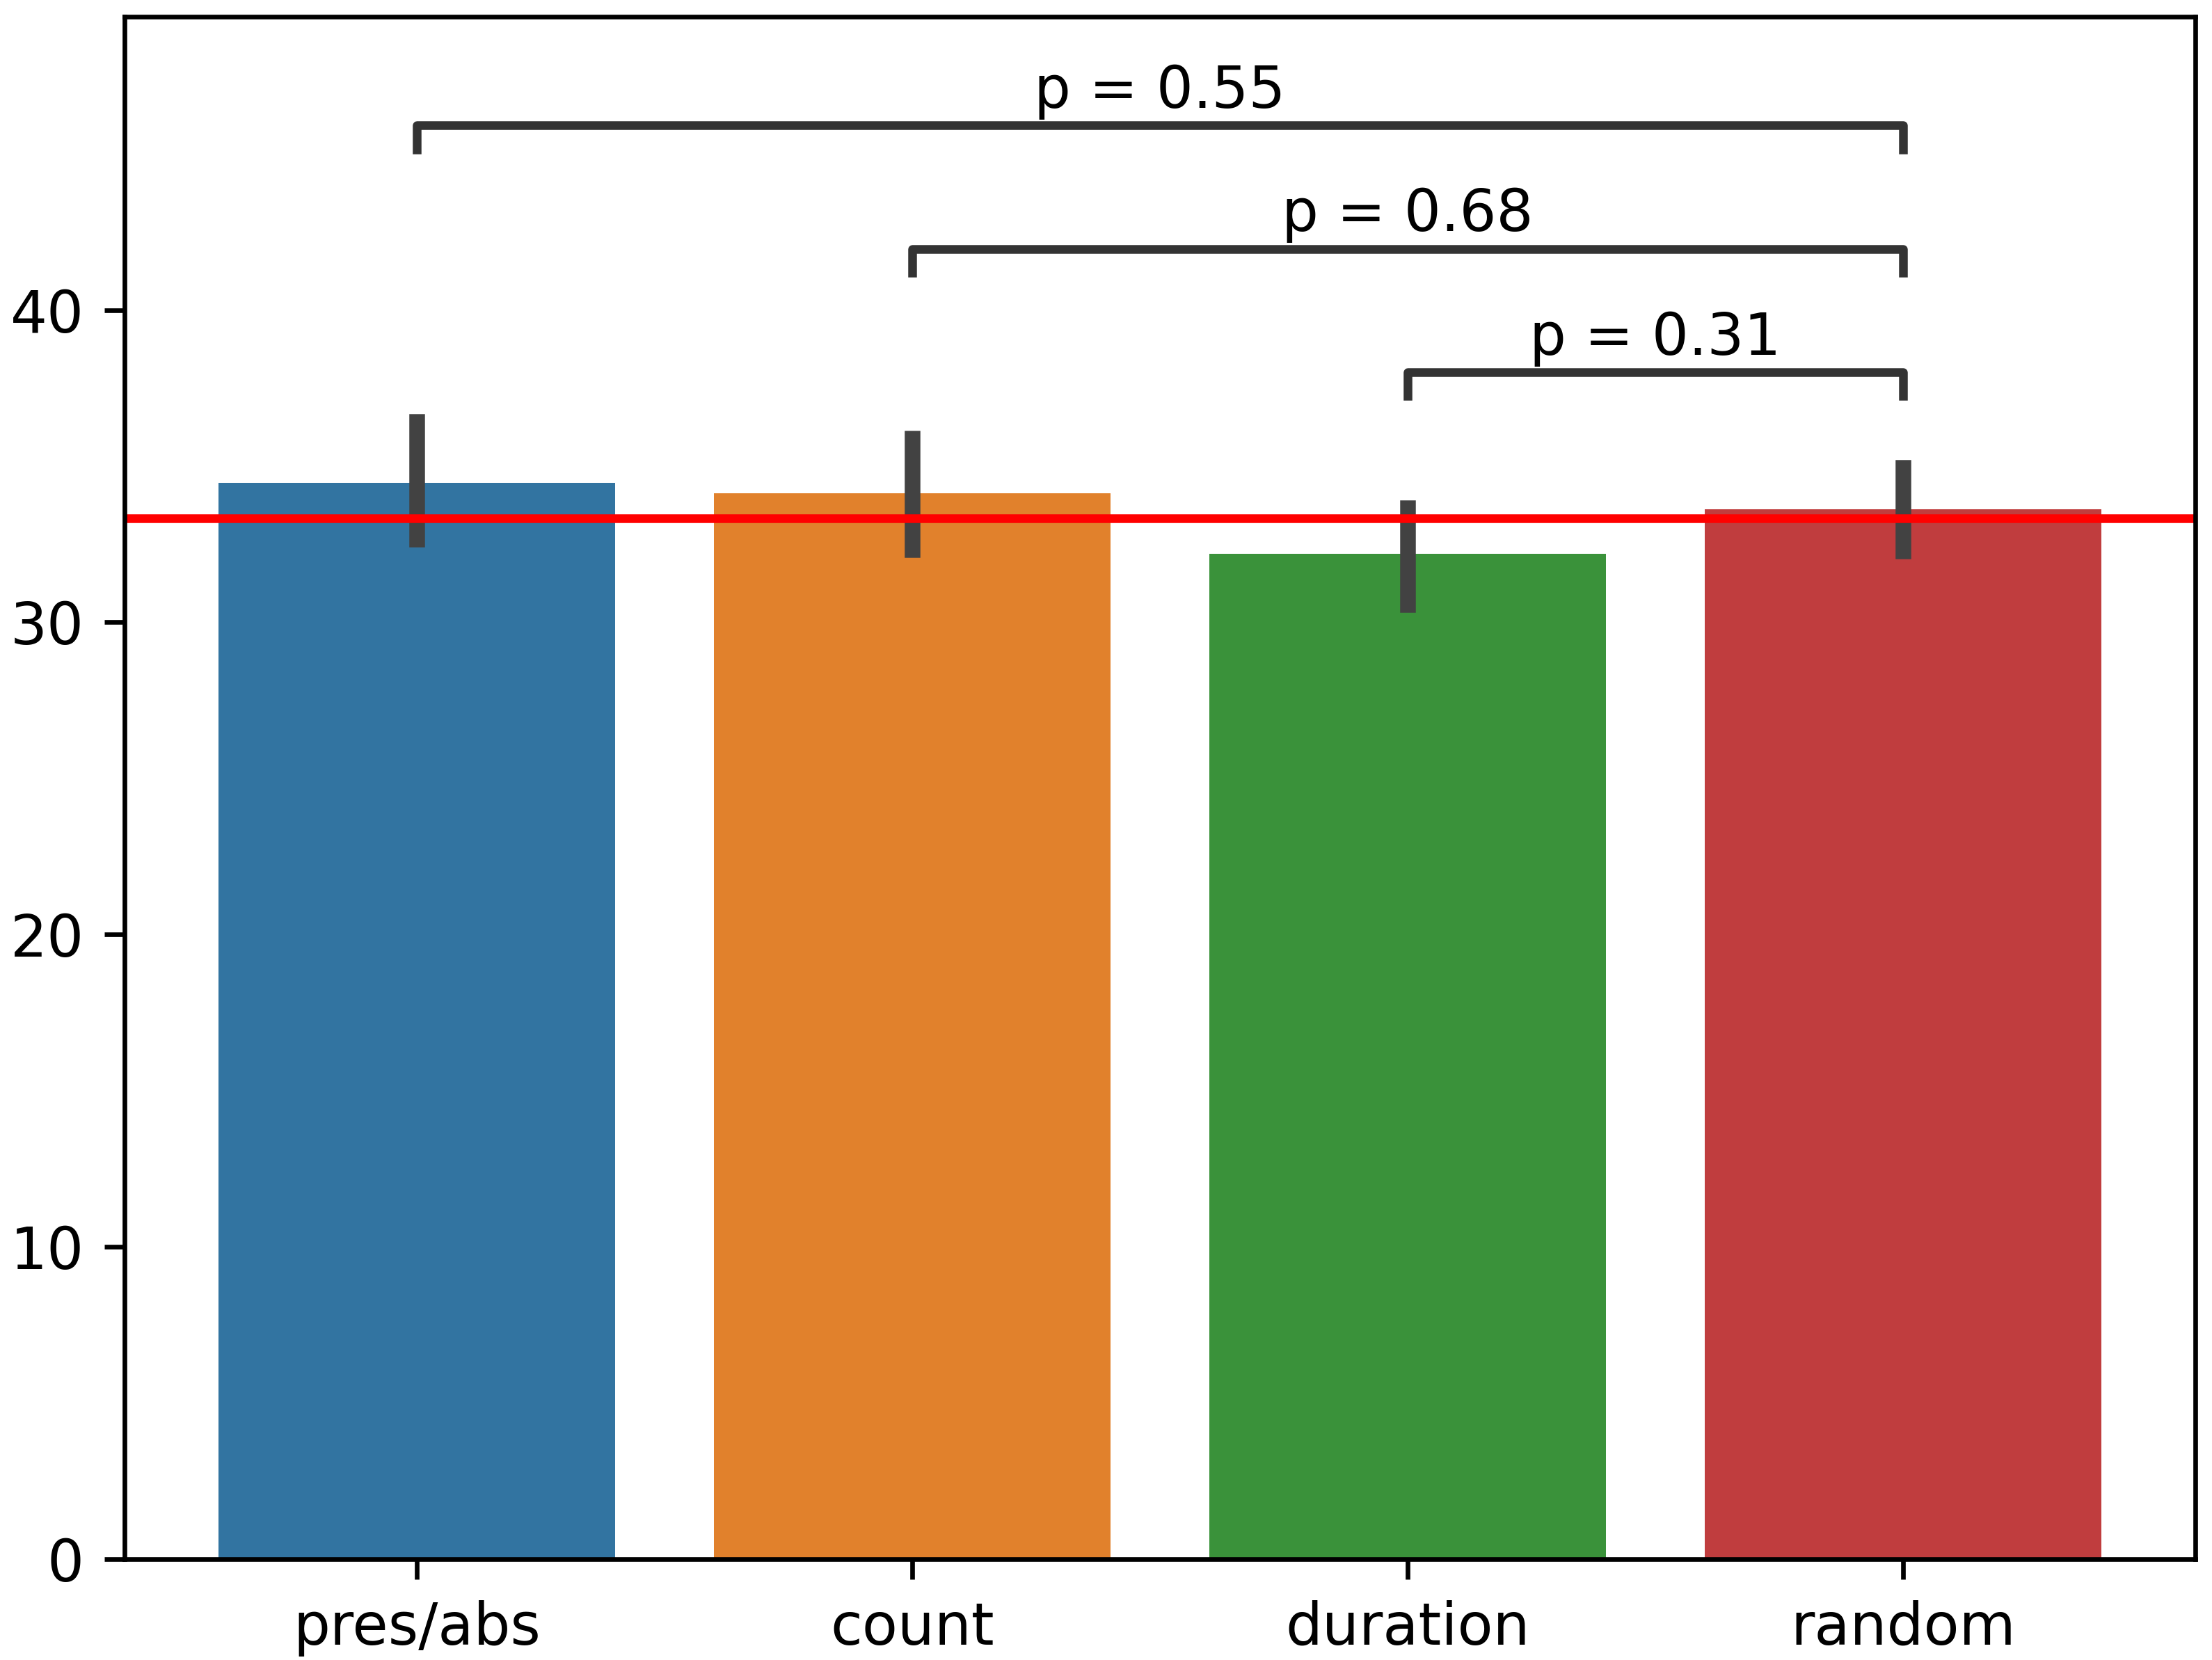 p = 0.55
p = 0.68
p = 0.31
40
30
20
10
0
pres/abs count duration random